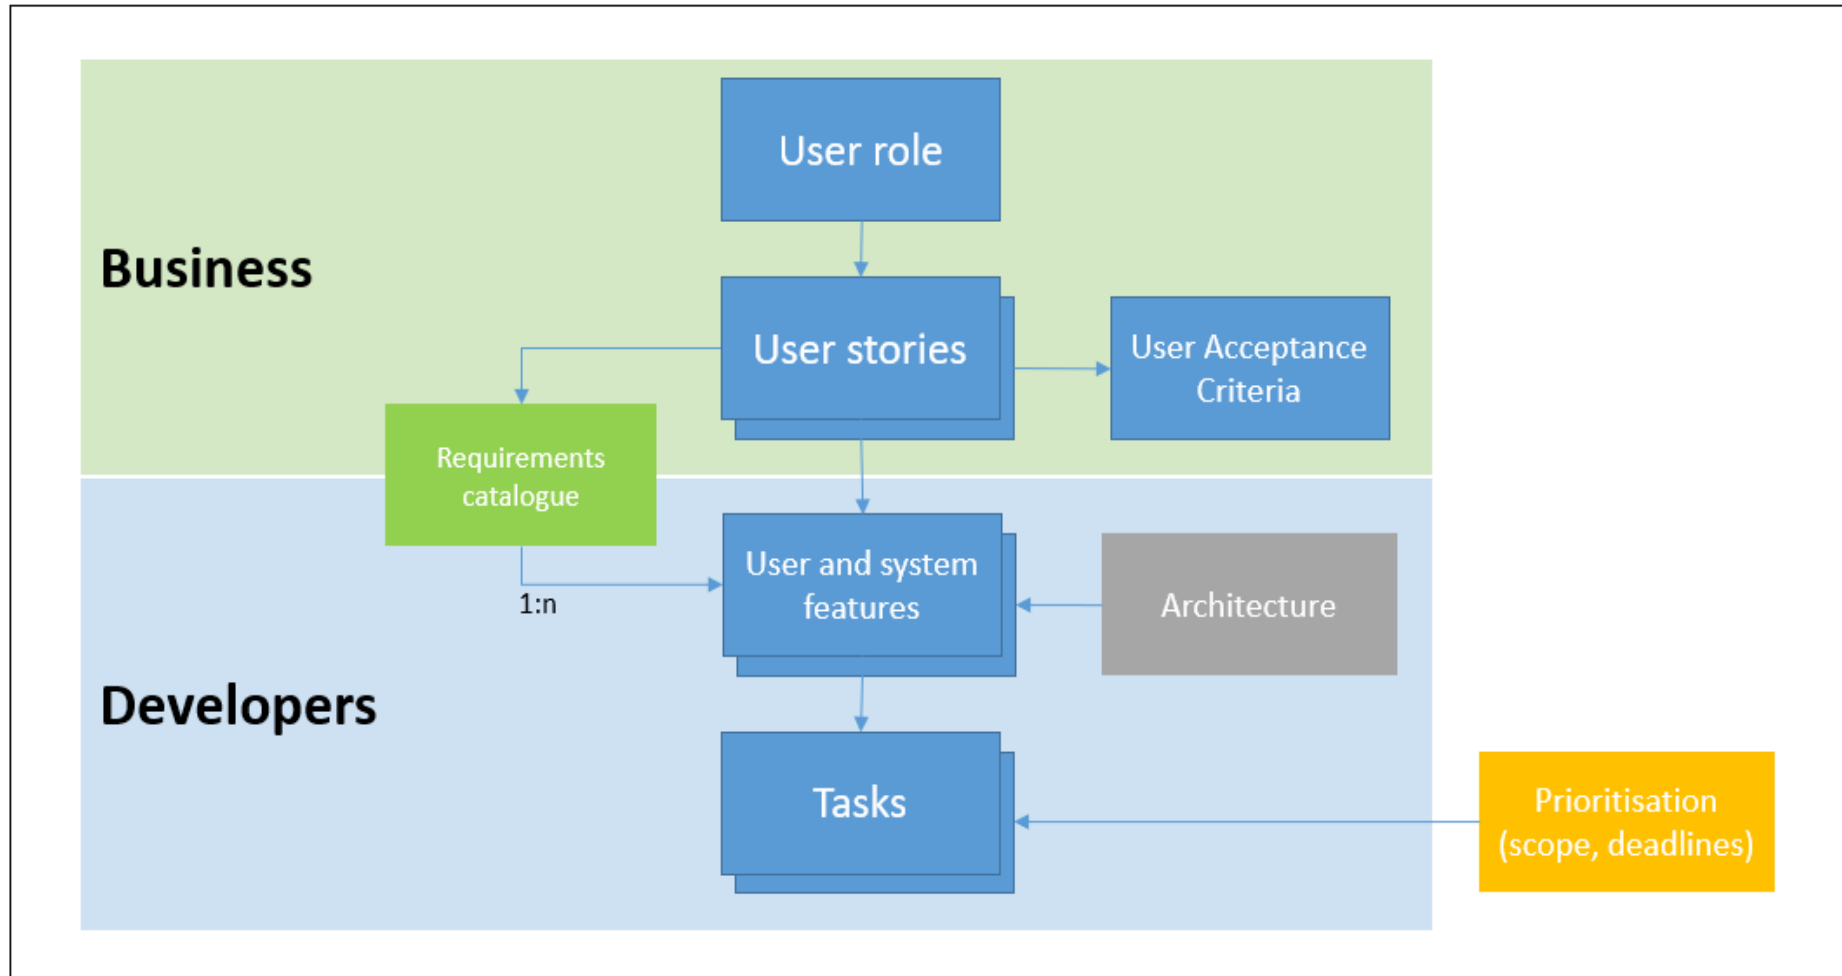 User role
Business
User stories
User Acceptance
Criteria
Requirements
catalogue
User and system
features
1:n
Architecture
Developers
Tasks
Prioritisation
(scope, deadlines)